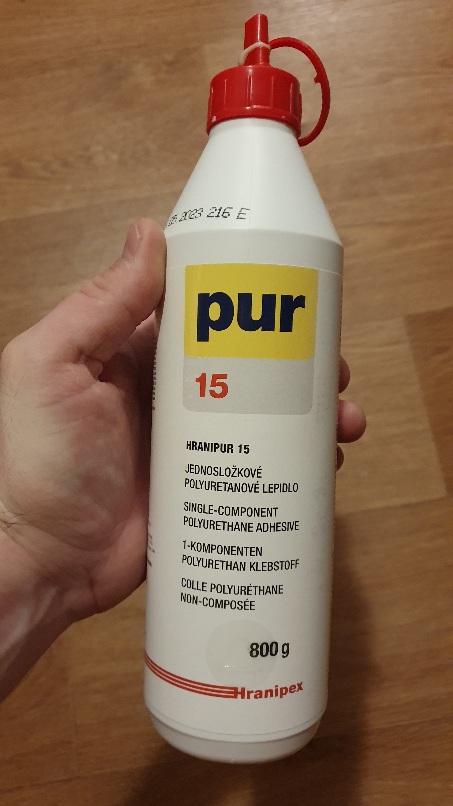 05.2023 216 E
pur
15
HRANIPUR 15
JEDNOSLOŽKOVÉ
POLYURETANOVÉ LEPIDLO
SINGLE-COMPONENT
POLYURETHANE ADHESIVE
1-KOMPONENTEN
POLYURETHAN KLEBSTOFF
COLLE POLYURÉTHANE
NON-COMPOSÉE
800 g
Hranipex